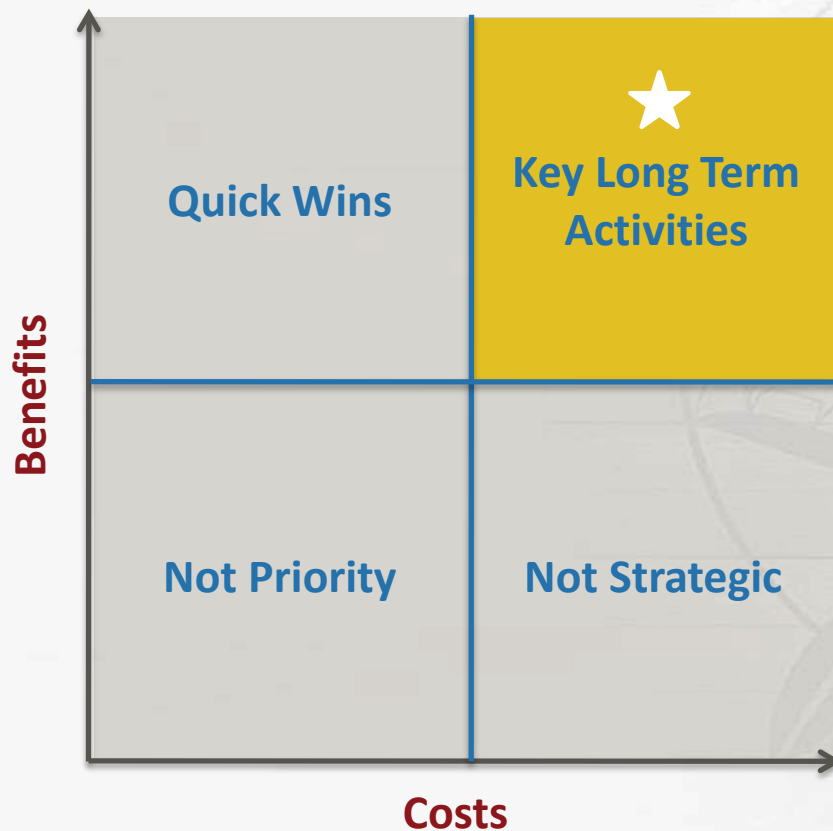 Quick Wins
Key Long Term
Activities
Benefits
Not Priority
Not Strategic
Costs